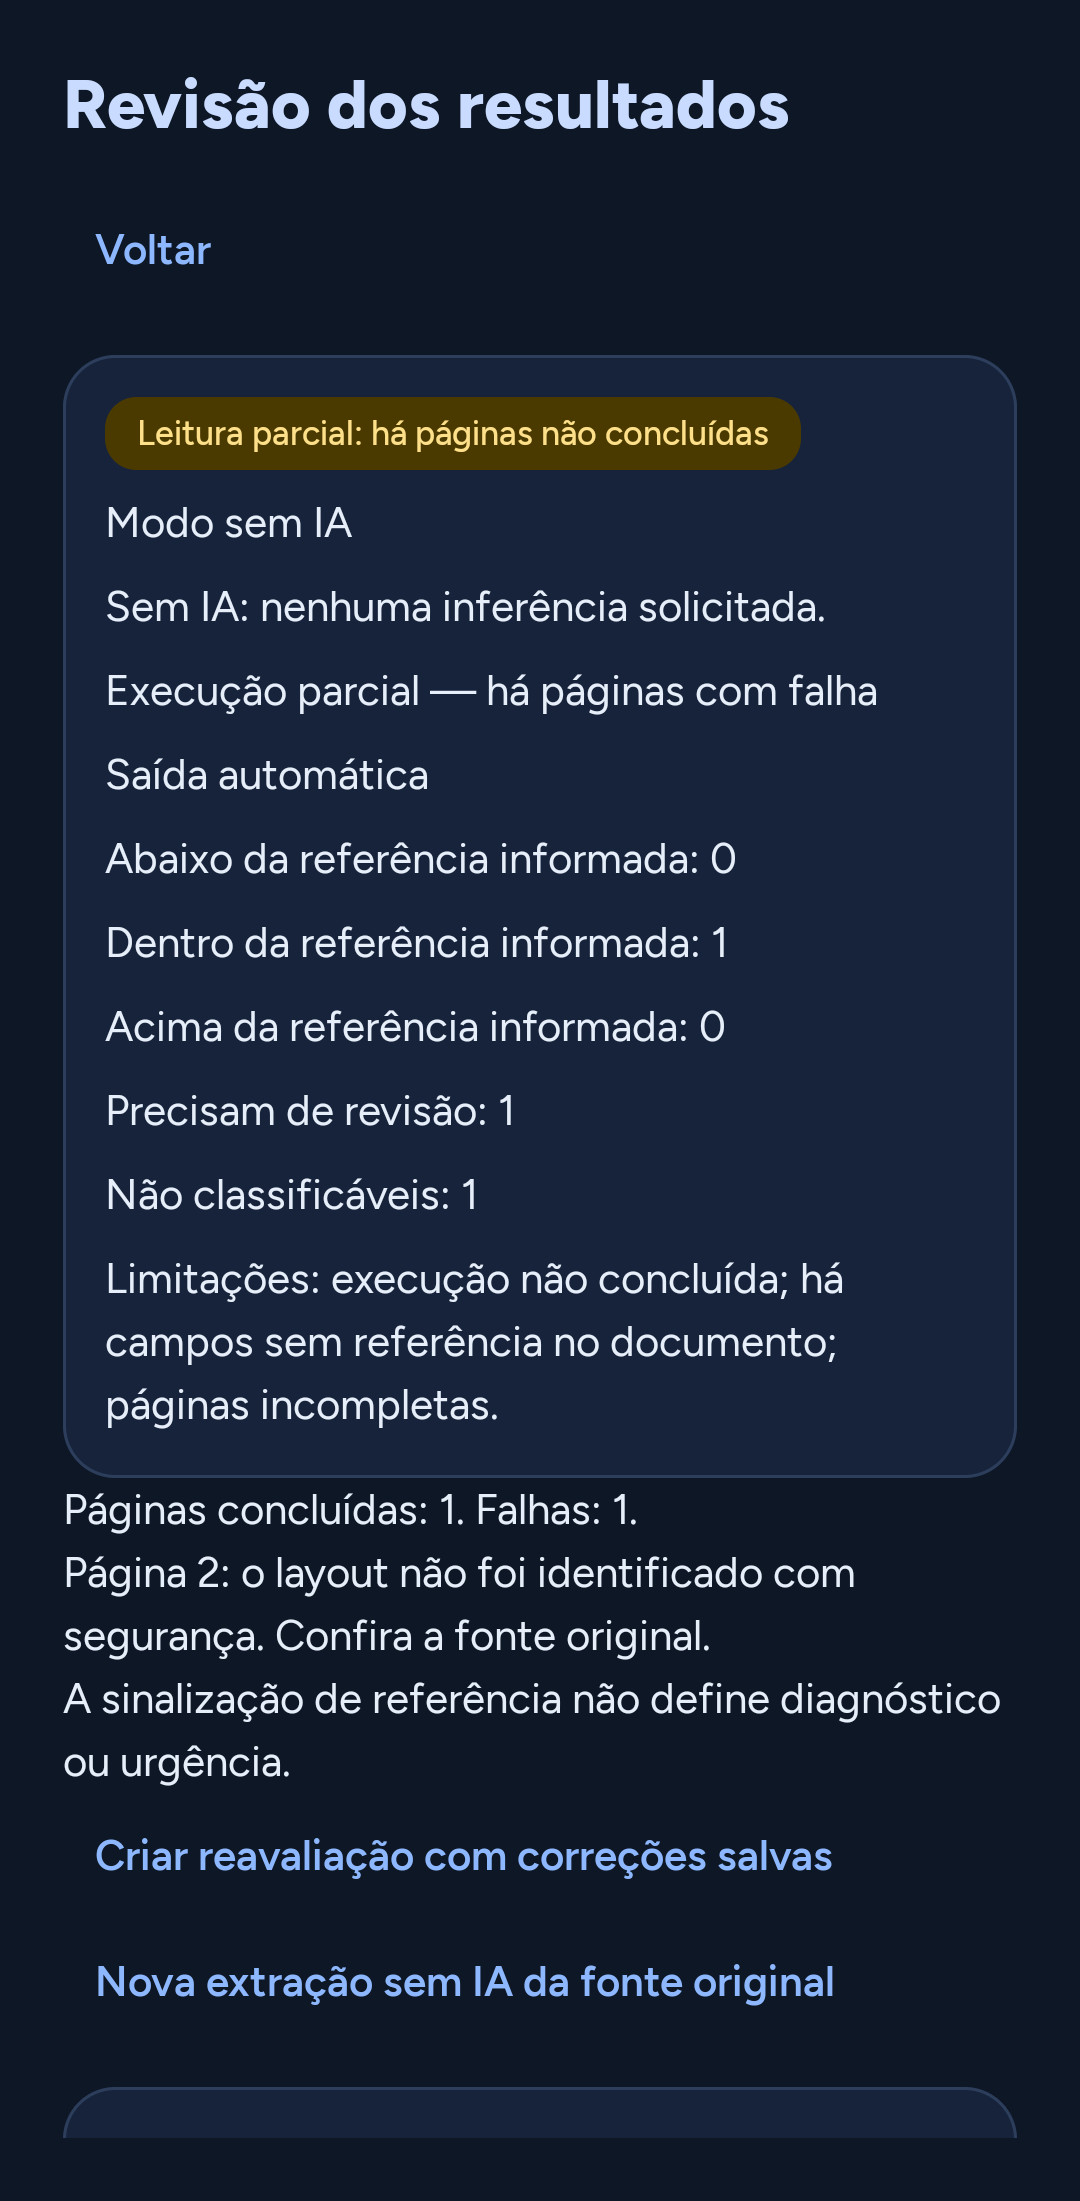 Revisão dos resultados
Voltar
Leitura parcial: há páginas não concluídas
Modo sem IA
Sem IA: nenhuma inferência solicitada.
Execução parcial — há páginas com falha
Saída automática
Abaixo da referência informada: 0
Dentro da referência informada: 1
Acima da referência informada: 0
Precisam de revisão: 1
Não classificáveis: 1
Limitações: execução não concluída; há
campos sem referência no documento;
páginas incompletas.
Páginas concluídas: 1. Falhas: 1.
Página 2: o layout não foi identificado com
segurança. Confira a fonte original.
A sinalização de referência não define diagnóstico
ou urgência.
Criar reavaliação com correções salvas
Nova extração sem IA da fonte original